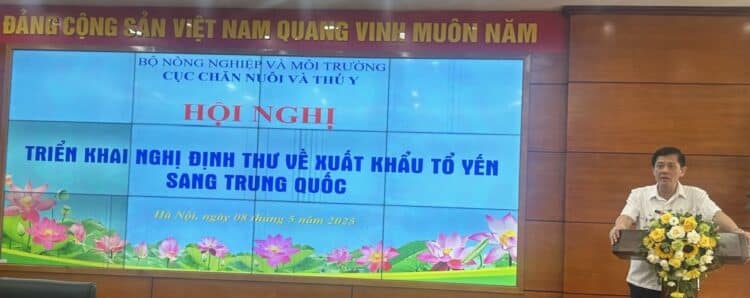 ĐẢNG CỘNG SẢN VIỆT NAM QUANG VINH MUÔN NĂM
BỘ NÔNG NGHIỆP VÀ MÔI TRƯỜNG
CỤC CHĂN NUÔI VÀ THÚ Y
HỘI NGHỊ
TRIỂN KHAI NGHỊ ĐỊNH THƯ VỀ XUẤT KHẨU TỔ YẾN
SANG TRUNG QUỐC
Hà Nội, ngày 08 tháng 5 năm 2025